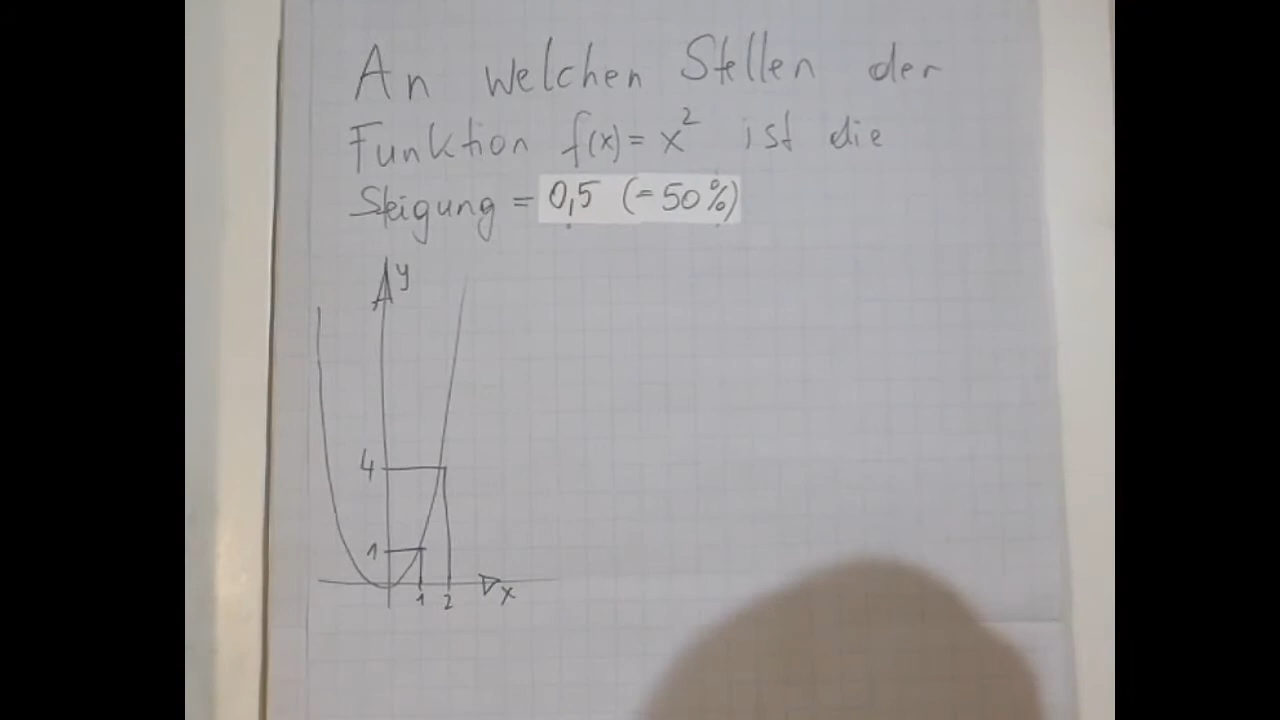 An welchen Stellen der
Funktion f(x) = x² ist die
Steigung = 0,5 (= 50%)
y
4
1
1 2 x